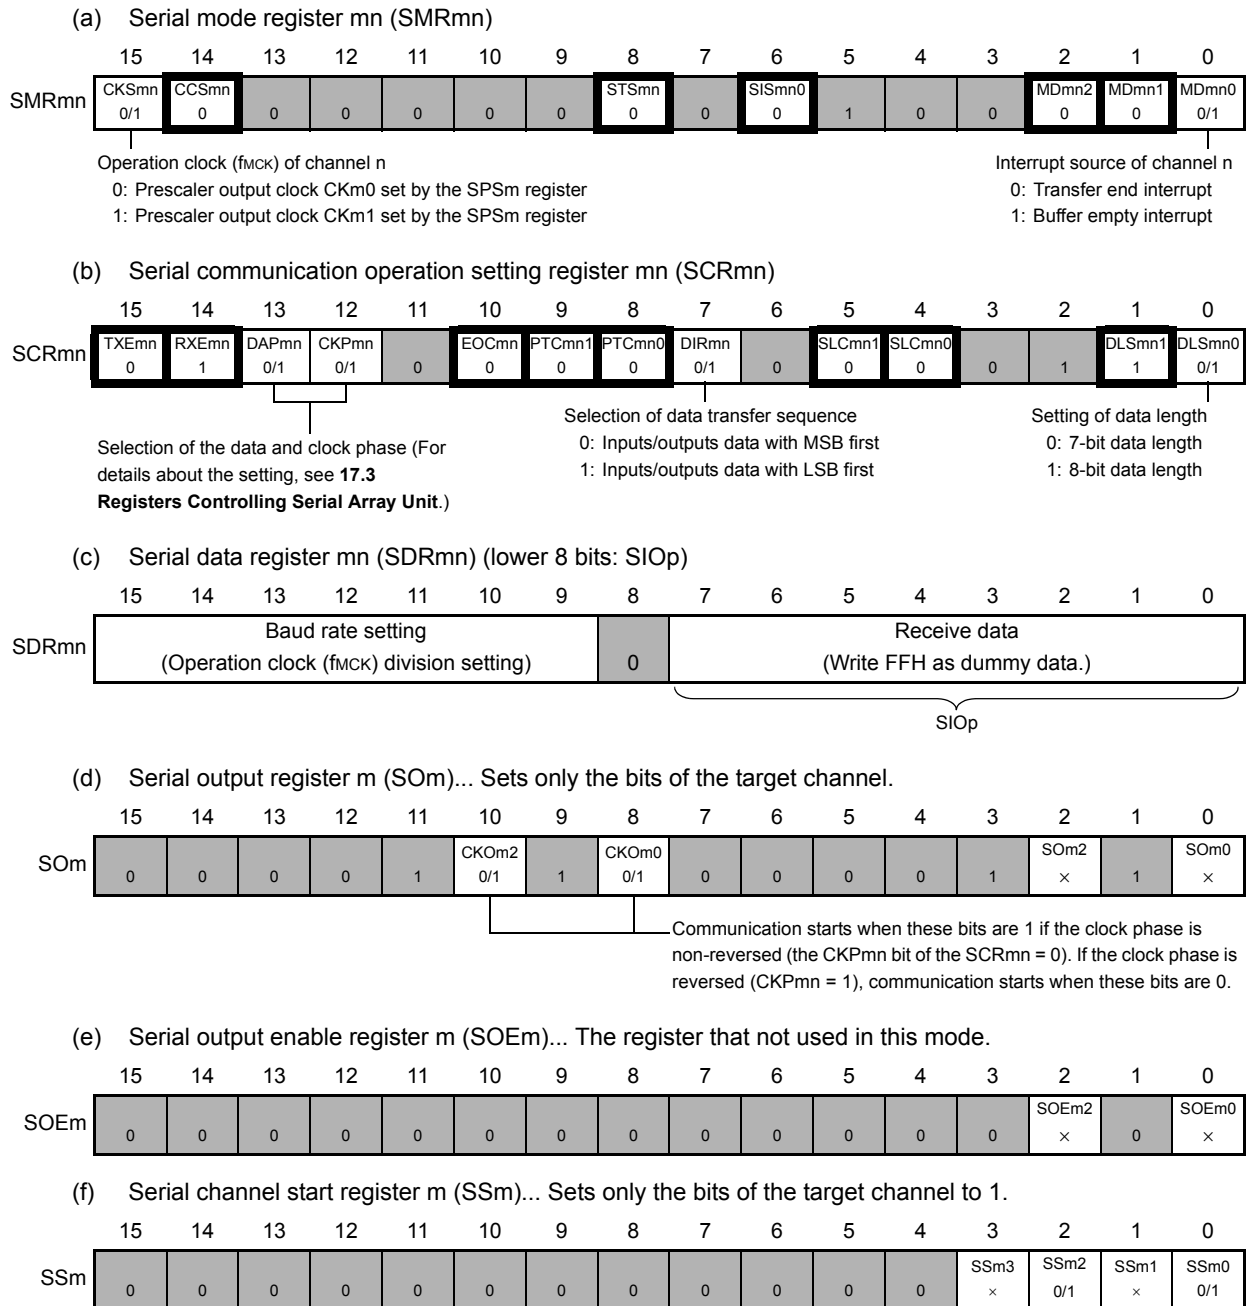 (a) Serial mode register mn (SMRmn)
15 14 13 12 11 10 9 8 7 6 5 4 3 2 1 0
SMRmn
CKSmn CCSmn STSmn SISmn0 MDmn2 MDmn1 MDmn0
0/1 0 0 0 0 0 0 0 0 0 1 0 0 0 0 0/1
Operation clock (fMCK) of channel n
0: Prescaler output clock CKm0 set by the SPSm register
1: Prescaler output clock CKm1 set by the SPSm register
Interrupt source of channel n
0: Transfer end interrupt
1: Buffer empty interrupt
(b) Serial communication operation setting register mn (SCRmn)
15 14 13 12 11 10 9 8 7 6 5 4 3 2 1 0
SCRmn
TXEmn RXEmn DAPmn CKPmn EOCmn PTCmn1 PTCmn0 DIRmn SLCmn1 SLCmn0 DLSmn1 DLSmn0
0 1 0/1 0/1 0 0 0 0 0/1 0 0 0 0 1 1 0/1
Selection of the data and clock phase (For
details about the setting, see 17.3
Registers Controlling Serial Array Unit.)
Selection of data transfer sequence
0: Inputs/outputs data with MSB first
1: Inputs/outputs data with LSB first
Setting of data length
0: 7-bit data length
1: 8-bit data length
(c) Serial data register mn (SDRmn) (lower 8 bits: SIOp)
15 14 13 12 11 10 9 8 7 6 5 4 3 2 1 0
SDRmn
Baud rate setting
(Operation clock (fMCK) division setting)
0
Receive data
(Write FFH as dummy data.)
SIOp
(d) Serial output register m (SOm)... Sets only the bits of the target channel.
15 14 13 12 11 10 9 8 7 6 5 4 3 2 1 0
SOm
CKOm2 CKOm0 SOm2 SOm0
0 0 0 0 1 0/1 1 0/1 0 0 0 0 1 × 1 ×
Communication starts when these bits are 1 if the clock phase is
non-reversed (the CKPmn bit of the SCRmn = 0). If the clock phase is
reversed (CKPmn = 1), communication starts when these bits are 0.
(e) Serial output enable register m (SOEm)... The register that not used in this mode.
15 14 13 12 11 10 9 8 7 6 5 4 3 2 1 0
SOEm
SOEm2 SOEm0
0 0 0 0 0 0 0 0 0 0 0 0 0 × 0 ×
(f) Serial channel start register m (SSm)... Sets only the bits of the target channel to 1.
15 14 13 12 11 10 9 8 7 6 5 4 3 2 1 0
SSm
SSm3 SSm2 SSm1 SSm0
0 0 0 0 0 0 0 0 0 0 0 0 × 0/1 × 0/1